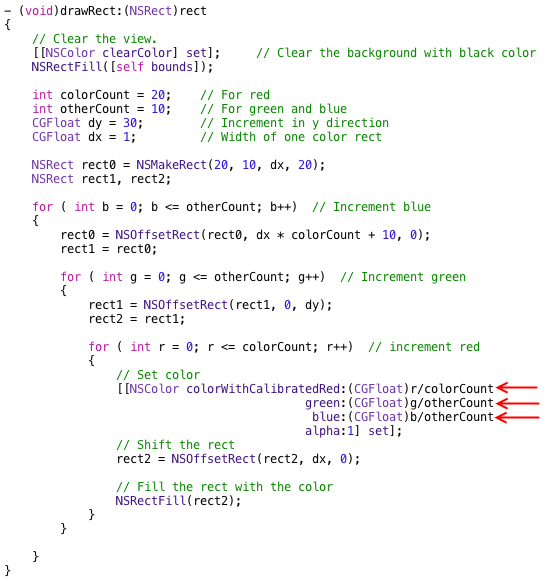 - (void)drawRect:(NSRect)rect
{
    // Clear the view.
    [[NSColor clearColor] set];     // Clear the background with black color
    NSRectFill([self bounds]);

    int colorCount = 20;    // For red
    int otherCount = 10;    // For green and blue
    CGFloat dy = 30;        // Increment in y direction
    CGFloat dx = 1;         // Width of one color rect

    NSRect rect0 = NSMakeRect(20, 10, dx, 20);
    NSRect rect1, rect2;

    for ( int b = 0; b <= otherCount; b++)  // Increment blue
    {
        rect0 = NSOffsetRect(rect0, dx * colorCount + 10, 0);
        rect1 = rect0;

        for ( int g = 0; g <= otherCount; g++)  // Increment green
        {
            rect1 = NSOffsetRect(rect1, 0, dy);
            rect2 = rect1;

            for ( int r = 0; r <= colorCount; r++)  // increment red
            {
                // Set color
                [[NSColor colorWithCalibratedRed:(CGFloat)r/colorCount
                                           green:(CGFloat)g/otherCount
                                            blue:(CGFloat)b/otherCount
                                           alpha:1] set];
                // Shift the rect
                rect2 = NSOffsetRect(rect2, dx, 0);

                // Fill the rect with the color
                NSRectFill(rect2);
            }
        }

    }
}